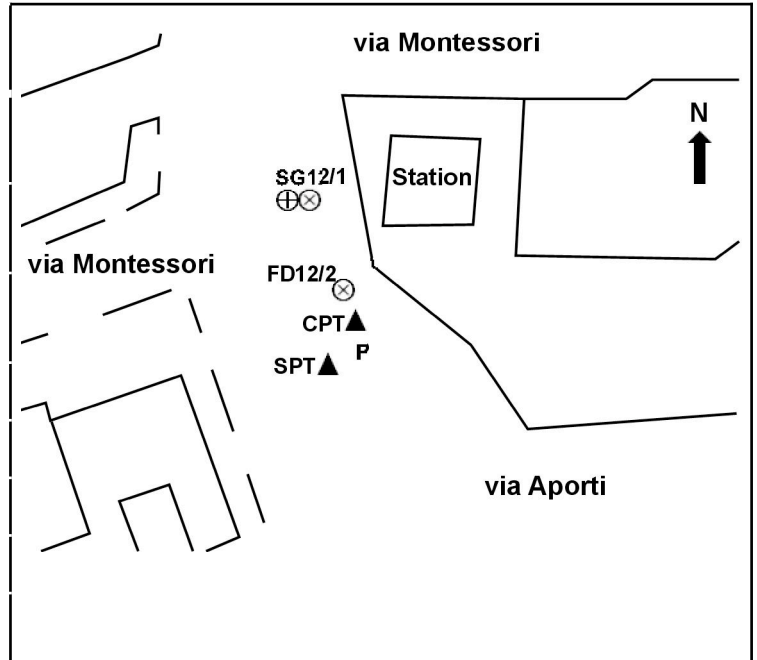 via Montessori
N
SG12/1
Station
via Montessori
FD12/2
CPT
P
SPT
via Aporti